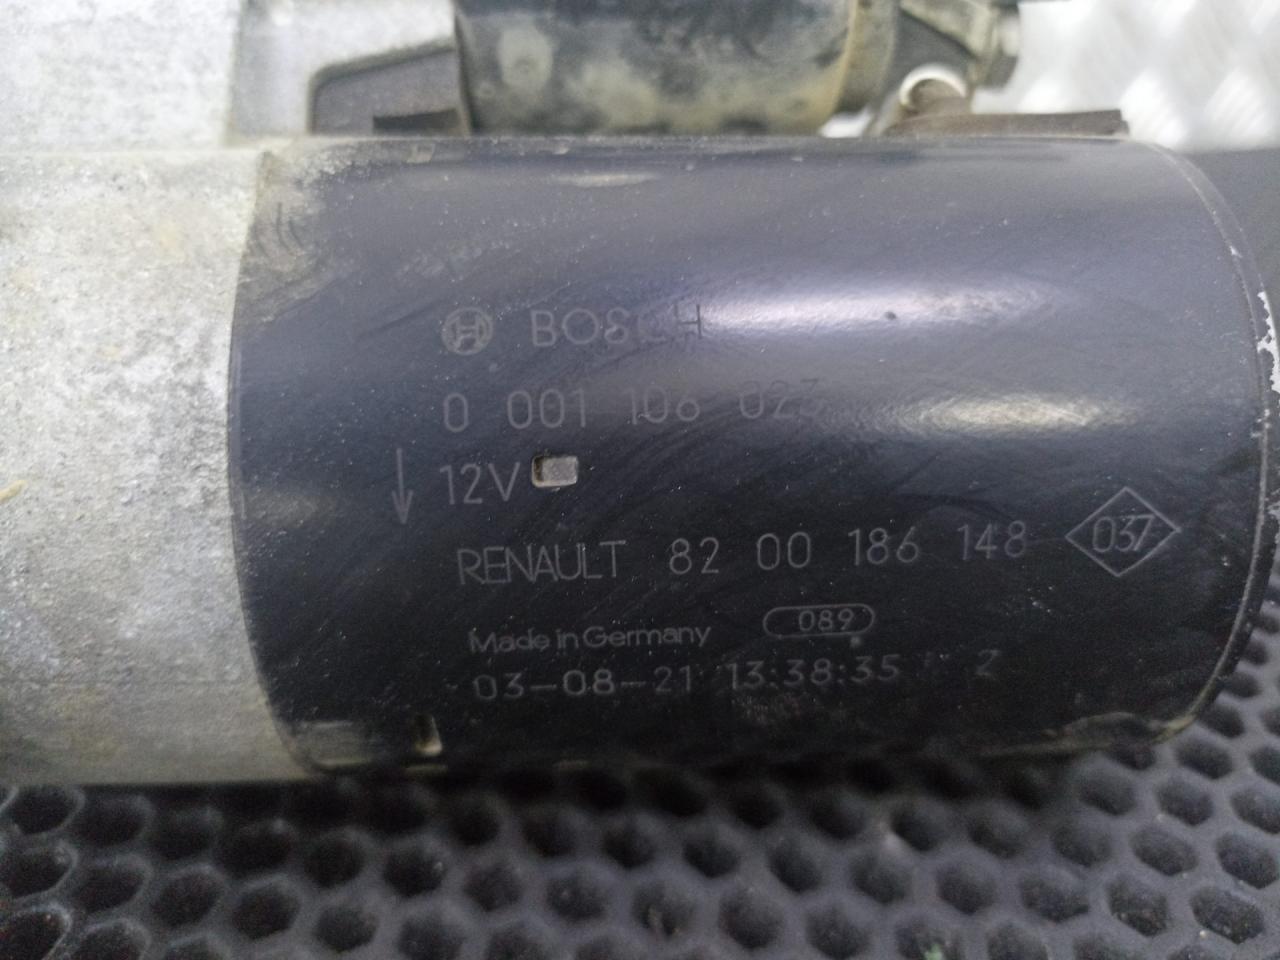 BOSCH
0 001 106 023
12V
RENAULT 82 00 186 148 037
Made in Germany 089
03-08-21 13:38:35 2